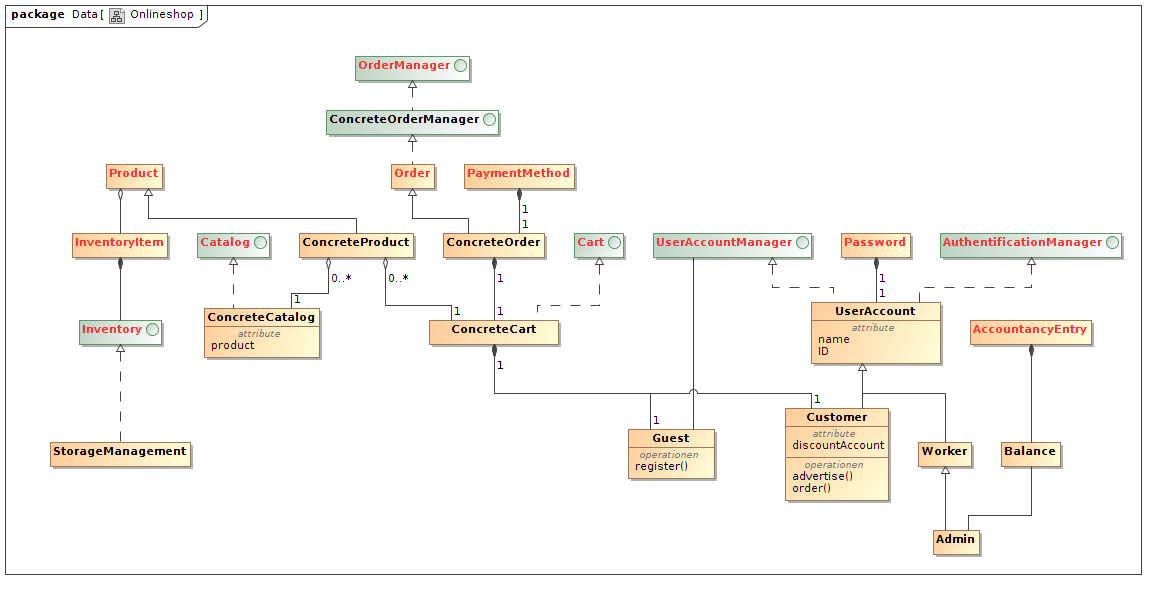 package Data[ Onlineshop ]
OrderManager
ConcreteOrderManager
Product
Order
PaymentMethod
1
1
InventoryItem
Catalog
ConcreteProduct
ConcreteOrder
Cart
UserAccountManager
Password
AuthentificationManager
0..*
0..*
1
1
1
1
1
1
ConcreteCatalog
attribute
product
UserAccount
attribute
name
ID
Inventory
ConcreteCart
AccountancyEntry
1
1
1
Customer
attribute
discountAccount
operationen
advertise()
order()
Guest
operationen
register()
StorageManagement
Worker
Balance
Admin